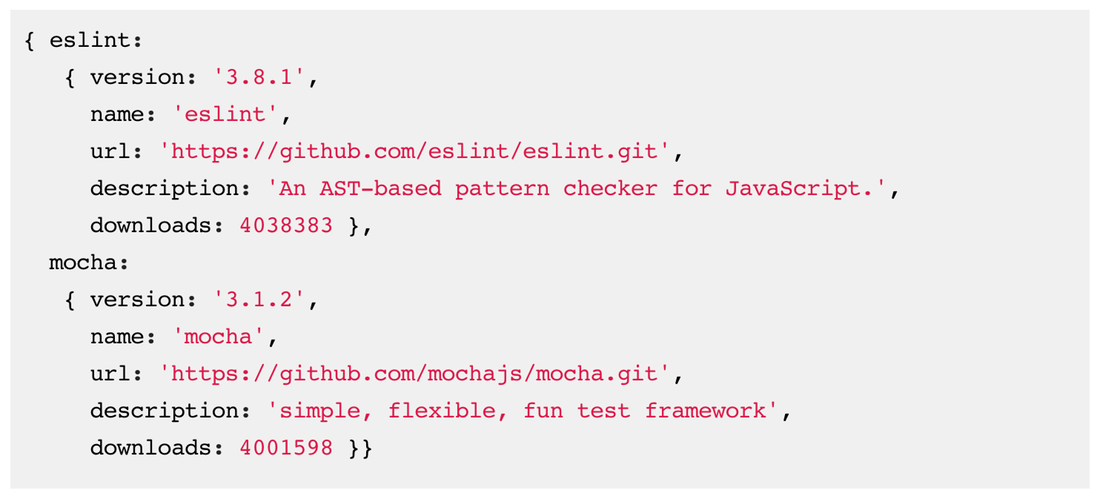 { eslint:
{ version: '3.8.1',
name: 'eslint',
url: 'https://github.com/eslint/eslint.git',
description: 'An AST-based pattern checker for JavaScript.',
downloads: 4038383 },
mocha:
{ version: '3.1.2',
name: 'mocha',
url: 'https://github.com/mochajs/mocha.git',
description: 'simple, flexible, fun test framework',
downloads: 4001598 }}